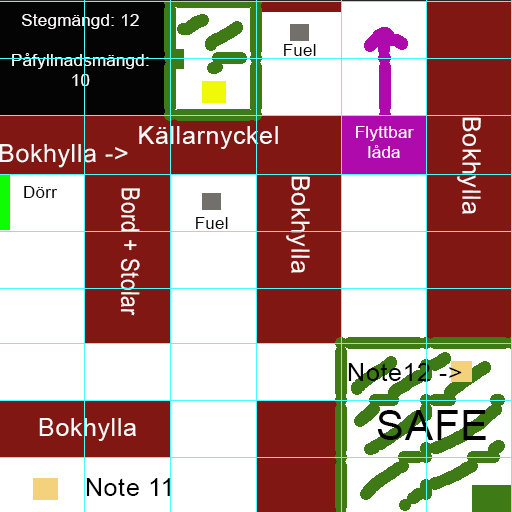 Stegmängd: 12
Påfyllnadsmängd:
10
Fuel
Källarnyckel
Bokhylla ->
Flyttbar
låda
Bokhylla
Dörr
Bord + Stolar
Fuel
Bokhylla
Note12 ->
SAFE
Bokhylla
Note 11